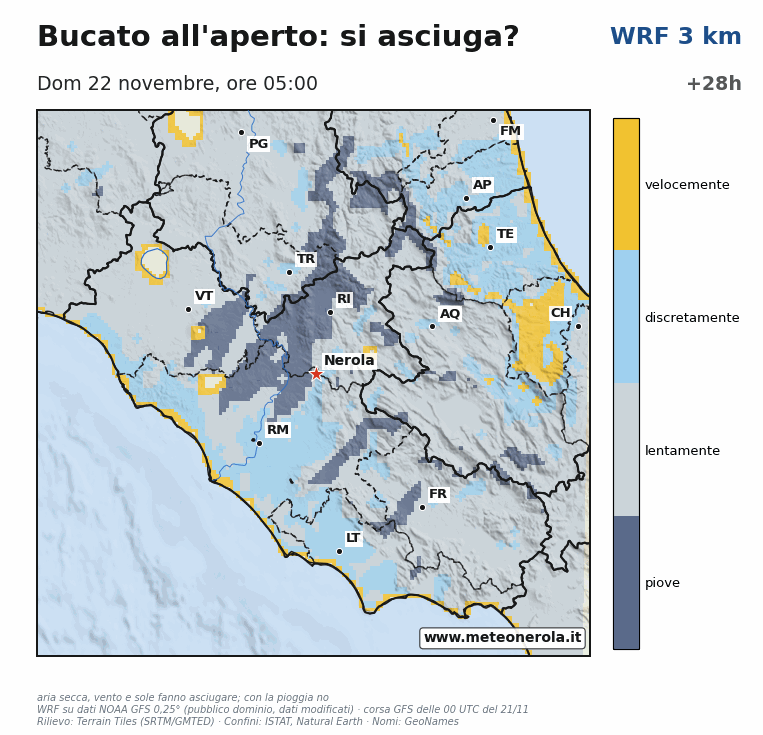 Bucato all'aperto: si asciuga?
WRF 3 km
Dom 22 novembre, ore 05:00
+28h
FM
PG
AP
TE
TR
VT
RI
AQ
CH
Nerola
RM
FR
LT
www.meteonerola.it
velocemente
discretamente
lentamente
piove
aria secca, vento e sole fanno asciugare; con la pioggia no
WRF su dati NOAA GFS 0,25° (pubblico dominio, dati modificati) · corsa GFS delle 00 UTC del 21/11
Rilievo: Terrain Tiles (SRTM/GMTED) · Confini: ISTAT, Natural Earth · Nomi: GeoNames